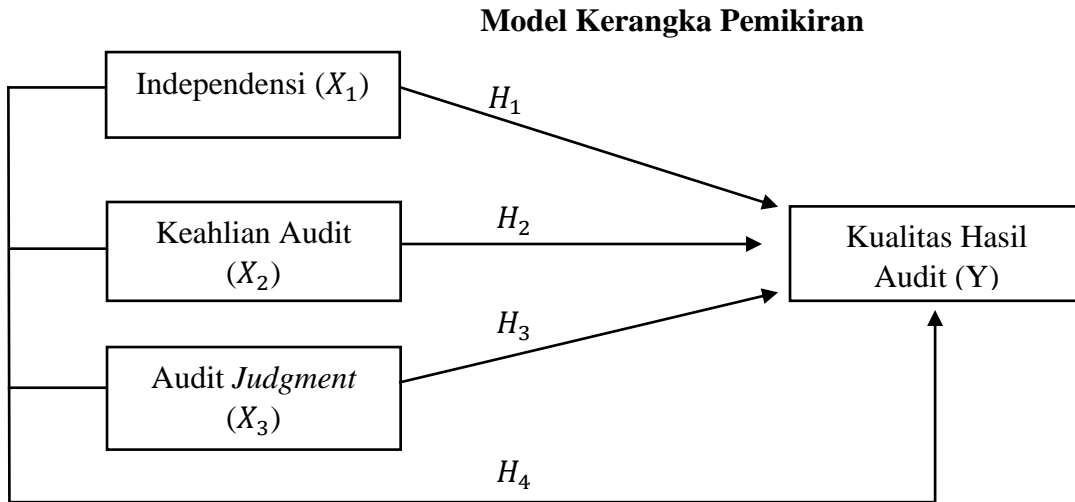 Model Kerangka Pemikiran
Independensi (𝑋₁)
𝐻₁
Keahlian Audit
(𝑋₂)
𝐻₂
Kualitas Hasil
Audit (Y)
𝐻₃
Audit Judgment
(𝑋₃)
𝐻₄